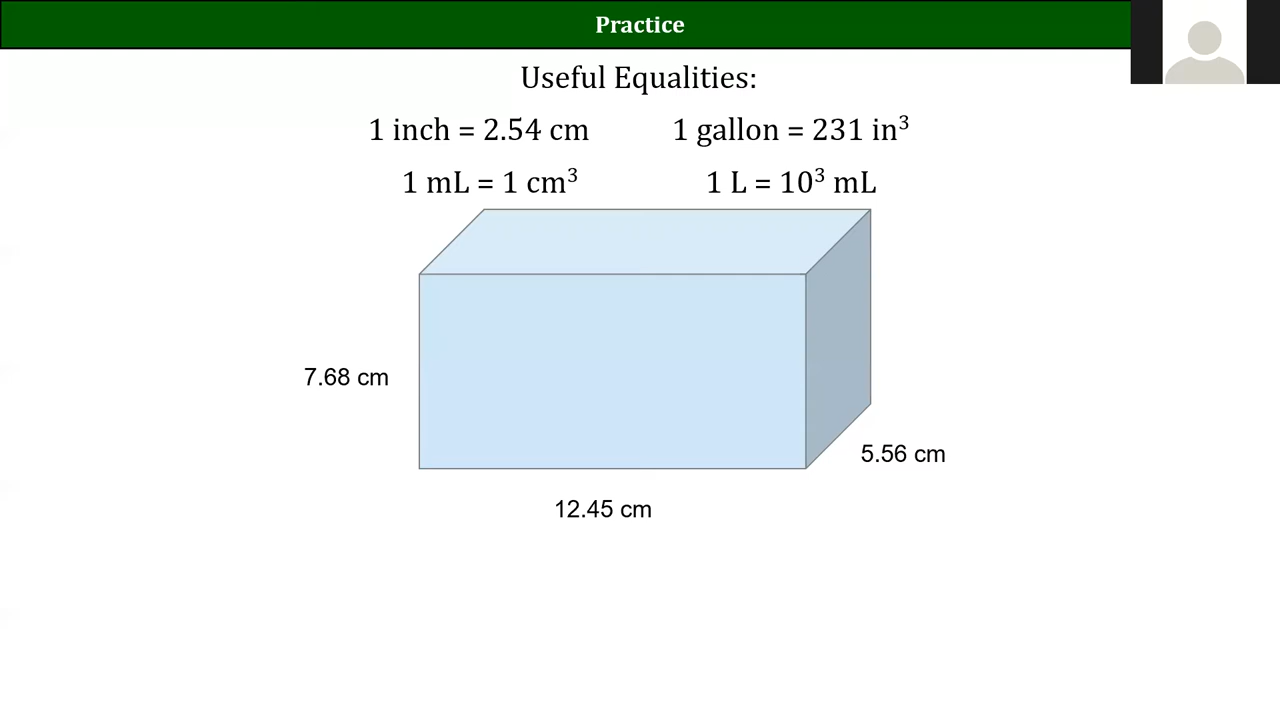 Practice
Useful Equalities:
1 inch = 2.54 cm 1 gallon = 231 in³
1 mL = 1 cm³ 1 L = 10³ mL
7.68 cm
5.56 cm
12.45 cm